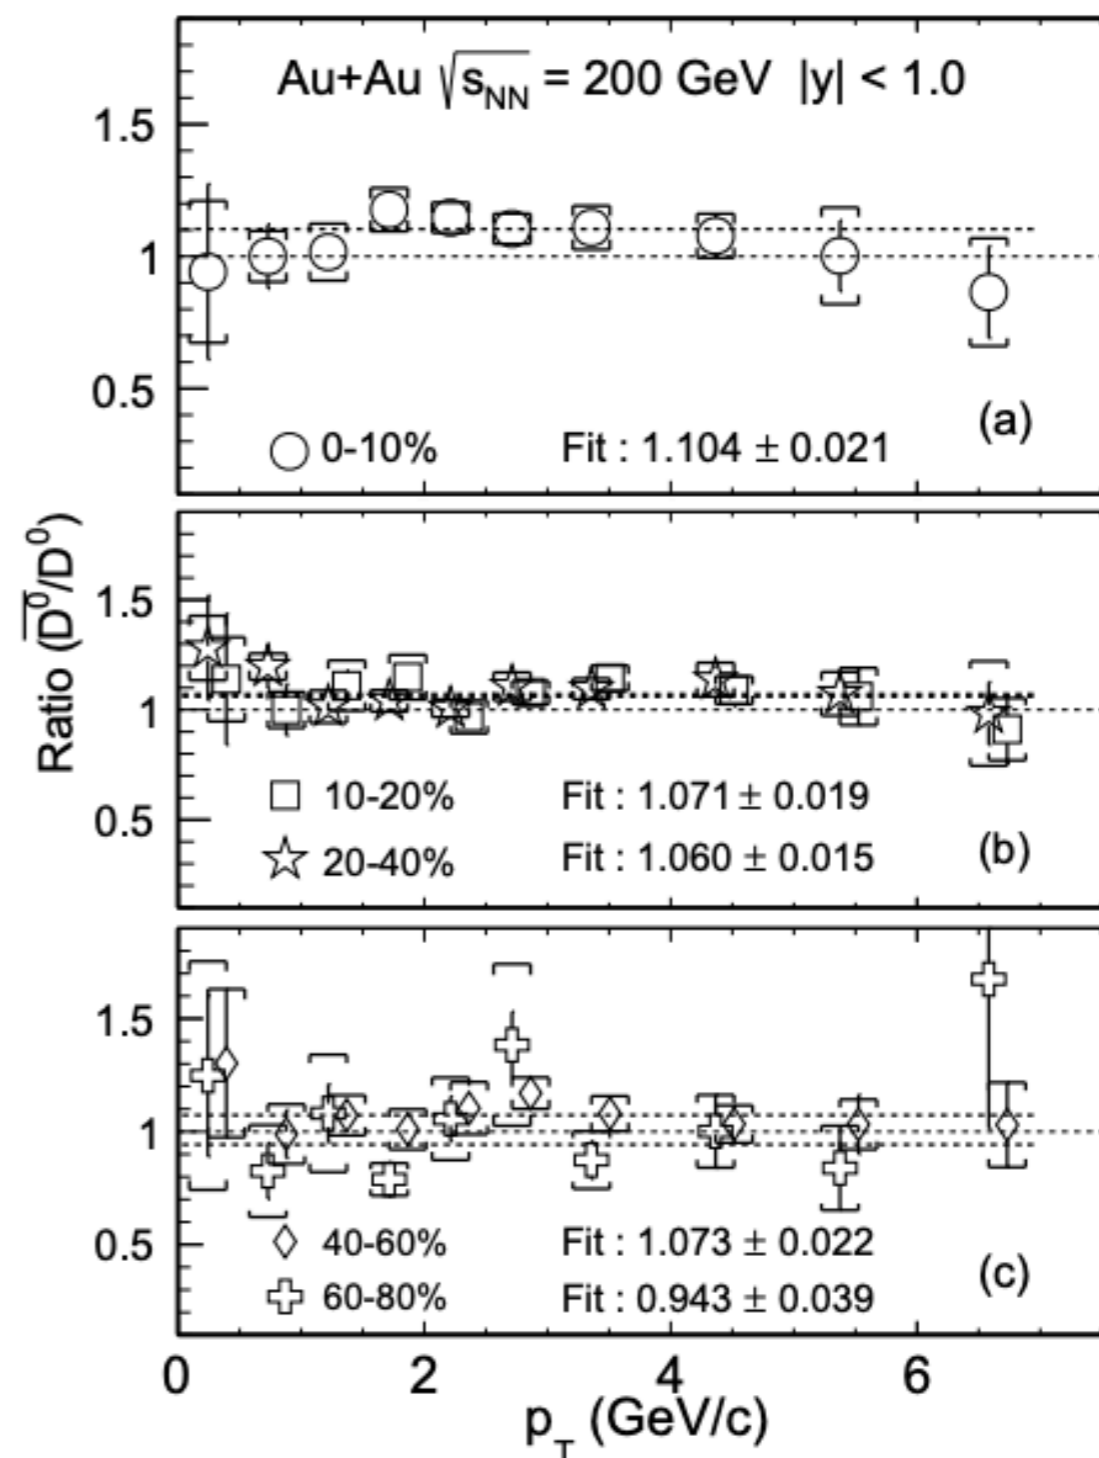 Au+Au √sNN = 200 GeV |y| < 1.0
1.5
1
0.5
(a)
0-10% Fit : 1.104 ± 0.021
Ratio (D̅⁰/D⁰)
1.5
1
0.5
10-20% Fit : 1.071 ± 0.019
20-40% Fit : 1.060 ± 0.015
(b)
1.5
1
0.5
40-60% Fit : 1.073 ± 0.022
60-80% Fit : 0.943 ± 0.039
(c)
0 2 4 6
pT (GeV/c)